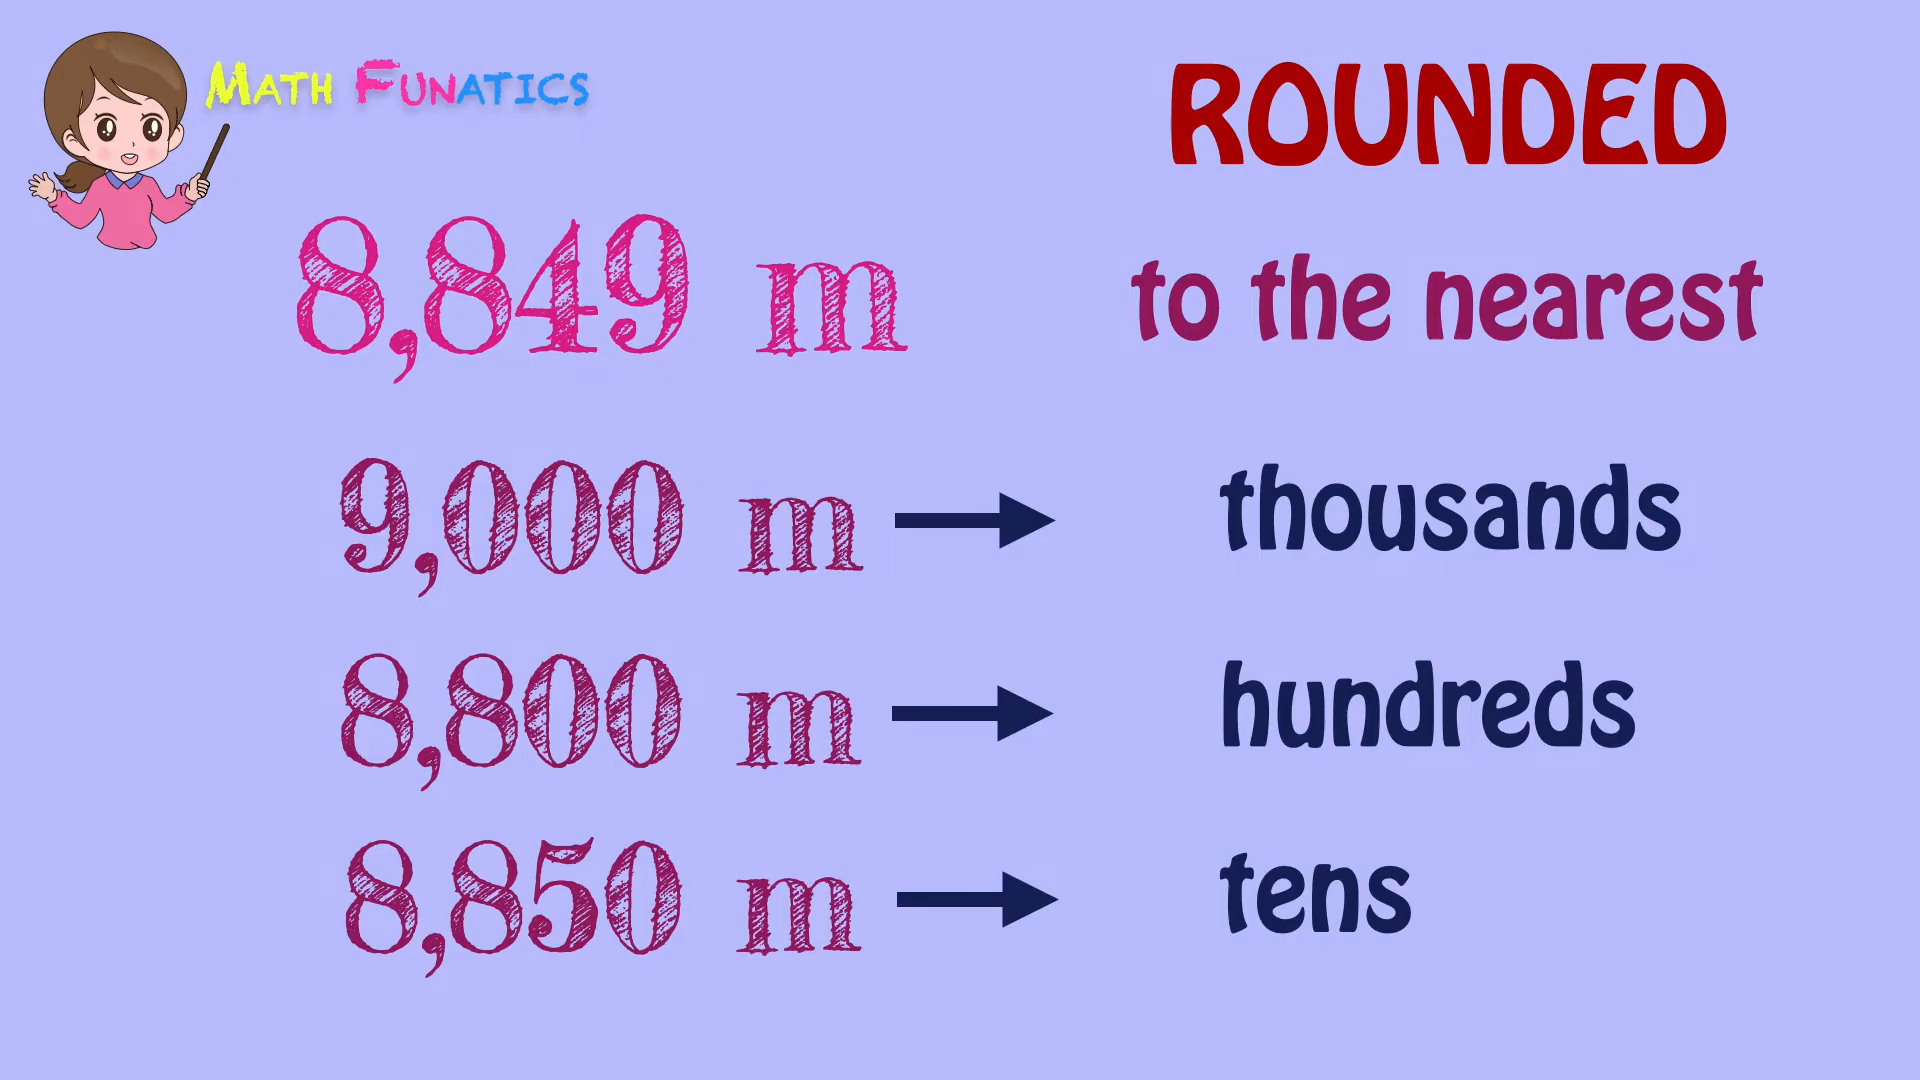 MATH FUNATICS
ROUNDED
8,849 m to the nearest
9,000 m thousands
8,800 m hundreds
8,850 m tens